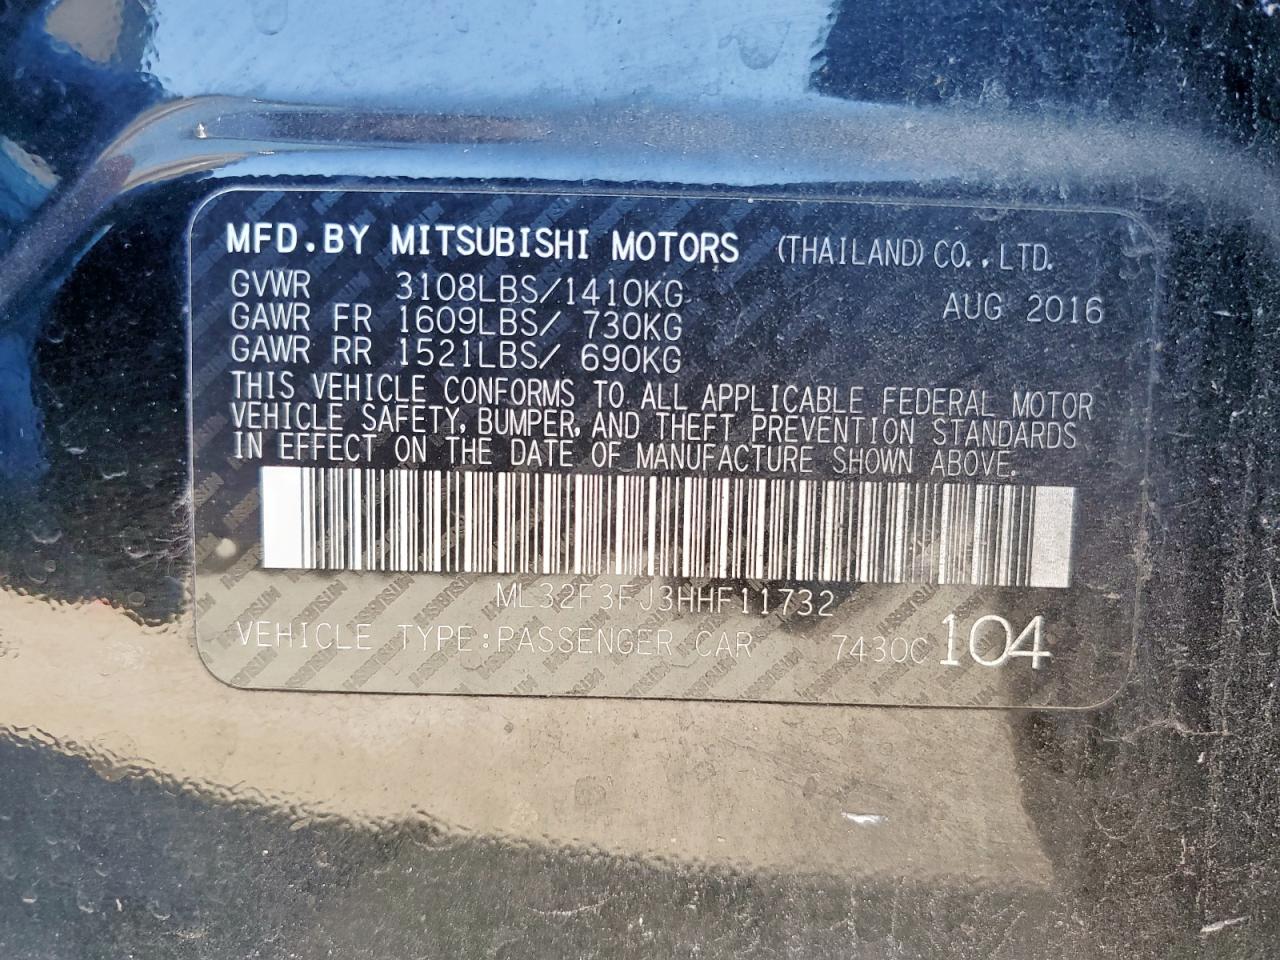 MFD.BY MITSUBISHI MOTORS (THAILAND) CO.,LTD.
GVWR 3108LBS/1410KG AUG 2016
GAWR FR 1609LBS/ 730KG
GAWR RR 1521LBS/ 690KG
THIS VEHICLE CONFORMS TO ALL APPLICABLE FEDERAL MOTOR
VEHICLE SAFETY, BUMPER, AND THEFT PREVENTION STANDARDS
IN EFFECT ON THE DATE OF MANUFACTURE SHOWN ABOVE.
ML32F3FJ3HHF11732
VEHICLE TYPE:PASSENGER CAR 7430C 104